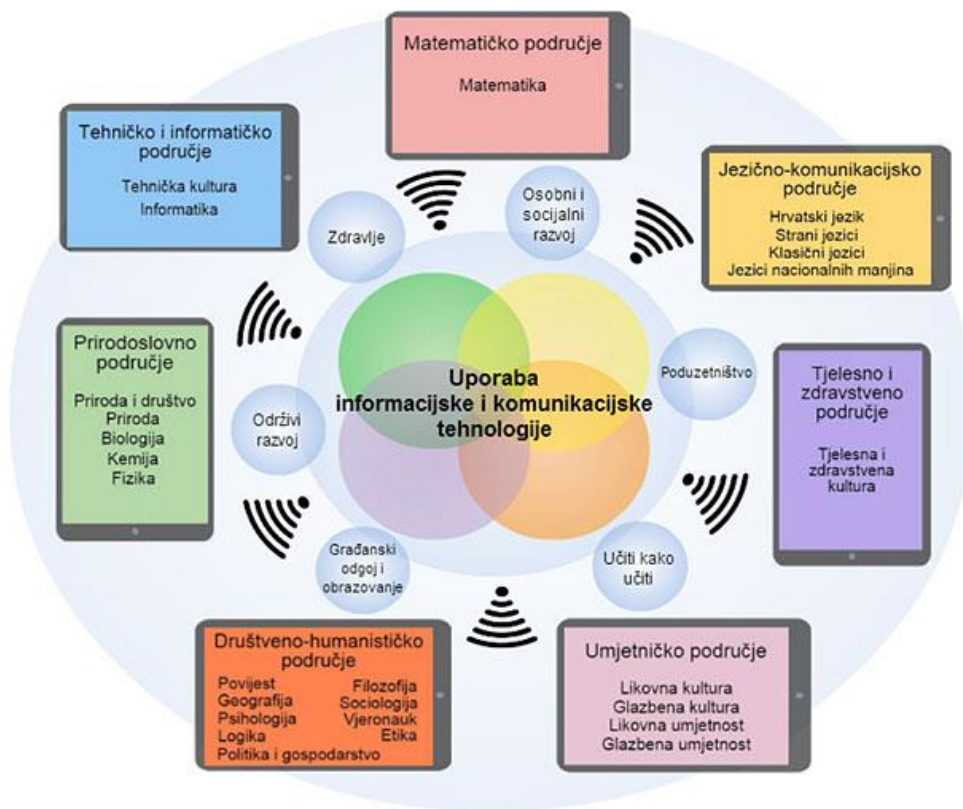 Matematičko područje
Matematika
Tehničko i informatičko
područje
Tehnička kultura
Informatika
Jezično-komunikacijsko
područje
Hrvatski jezik
Strani jezici
Klasični jezici
Jezici nacionalnih manjina
Zdravlje
Osobni i
socijalni
razvoj
Prirodoslovno
područje
Priroda i društvo
Priroda
Biologija
Kemija
Fizika
Održivi
razvoj
Uporaba
informacijske i komunikacijske
tehnologije
Poduzetništvo
Tjelesno i
zdravstveno
područje
Tjelesna i
zdravstvena
kultura
Građanski
odgoj i
obrazovanje
Učiti kako
učiti
Društveno-humanističko
područje
Povijest
Geografija
Psihologija
Logika
Politika i gospodarstvo
Filozofija
Sociologija
Vjeronauk
Etika
Umjetničko područje
Likovna kultura
Glazbena kultura
Likovna umjetnost
Glazbena umjetnost